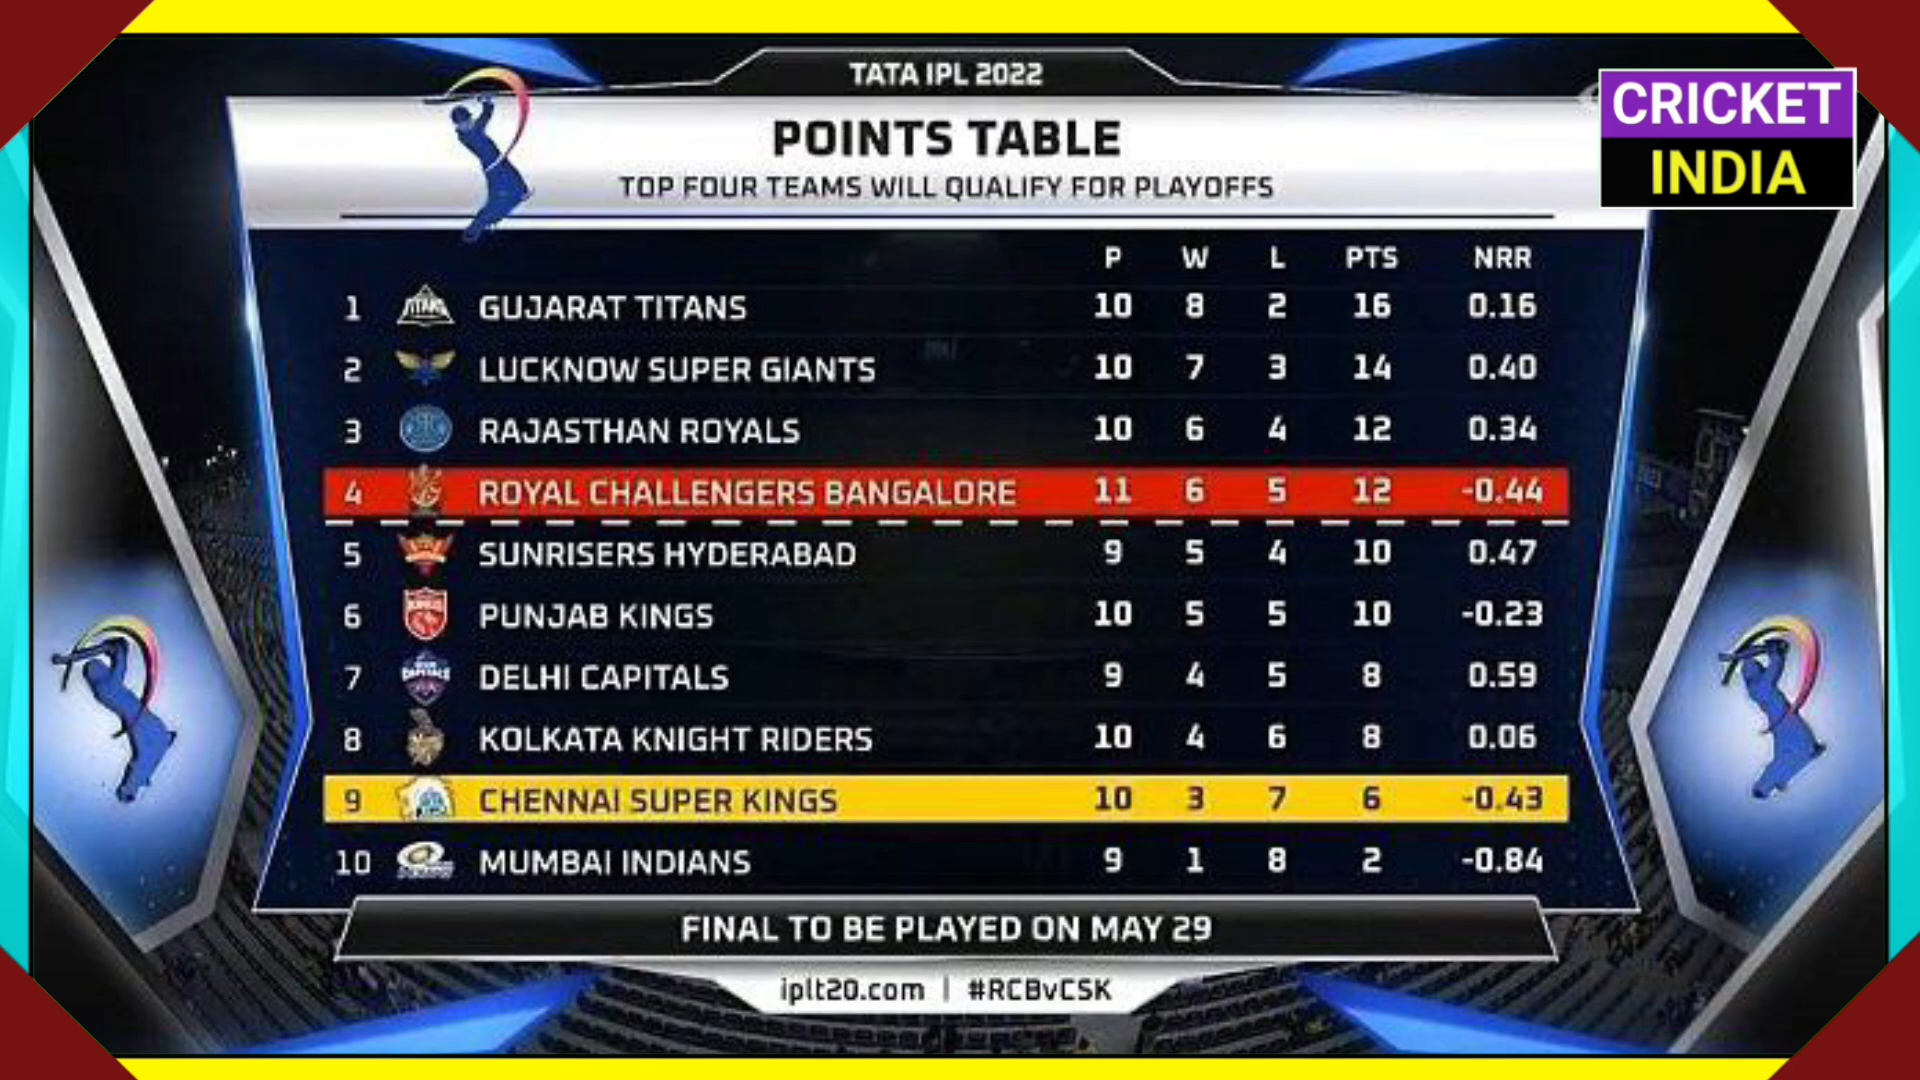 TATA IPL 2022
CRICKET
INDIA
POINTS TABLE
TOP FOUR TEAMS WILL QUALIFY FOR PLAYOFFS
P W L PTS NRR
1 TITANS GUJARAT TITANS 10 8 2 16 0.16
2 LUCKNOW SUPER GIANTS 10 7 3 14 0.40
3 RAJASTHAN ROYALS 10 6 4 12 0.34
4 ROYAL CHALLENGERS BANGALORE 11 6 5 12 -0.44
5 SUNRISERS HYDERABAD 9 5 4 10 0.47
6 PUNJAB KINGS 10 5 5 10 -0.23
7 CAPITALS DELHI CAPITALS 9 4 5 8 0.59
8 KOLKATA KNIGHT RIDERS 10 4 6 8 0.06
9 CHENNAI SUPER KINGS 10 3 7 6 -0.43
10 MUMBAI INDIANS 9 1 8 2 -0.84
FINAL TO BE PLAYED ON MAY 29
iplt20.com | #RCBvCSK